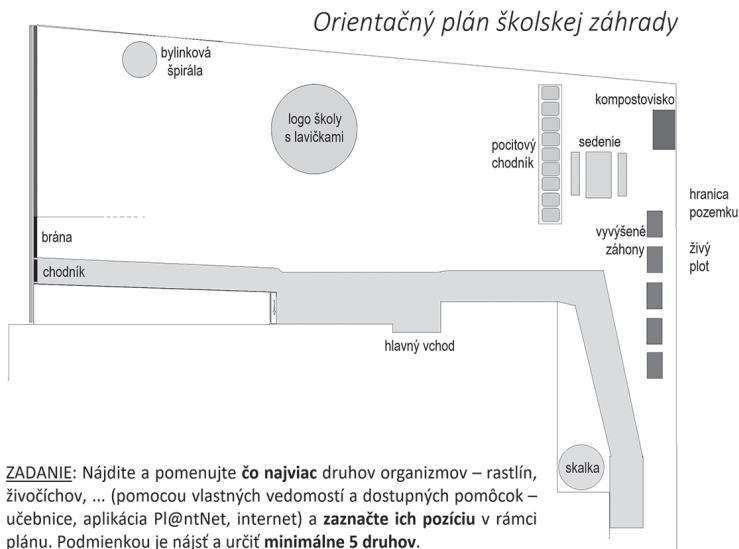 Orientačný plán školskej záhrady
bylinková
špirála
logo školy
s lavičkami
kompostovisko
pocitový
chodník
sedenie
hranica
pozemku
vyvýšené
záhony
živý
plot
brána
chodník
hlavný vchod
skalka
ZADANIE: Nájdite a pomenujte čo najviac druhov organizmov – rastlín,
živočíchov, ... (pomocou vlastných vedomostí a dostupných pomôcok –
učebnice, aplikácia Pl@ntNet, internet) a zaznačte ich pozíciu v rámci
plánu. Podmienkou je nájsť a určiť minimálne 5 druhov.